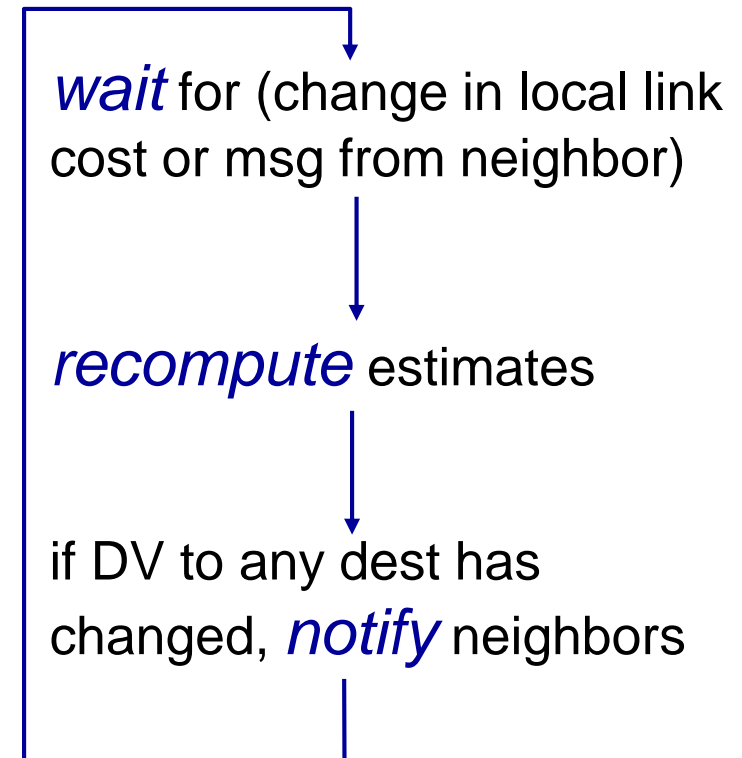 wait for (change in local link
cost or msg from neighbor)
recompute estimates
if DV to any dest has
changed, notify neighbors